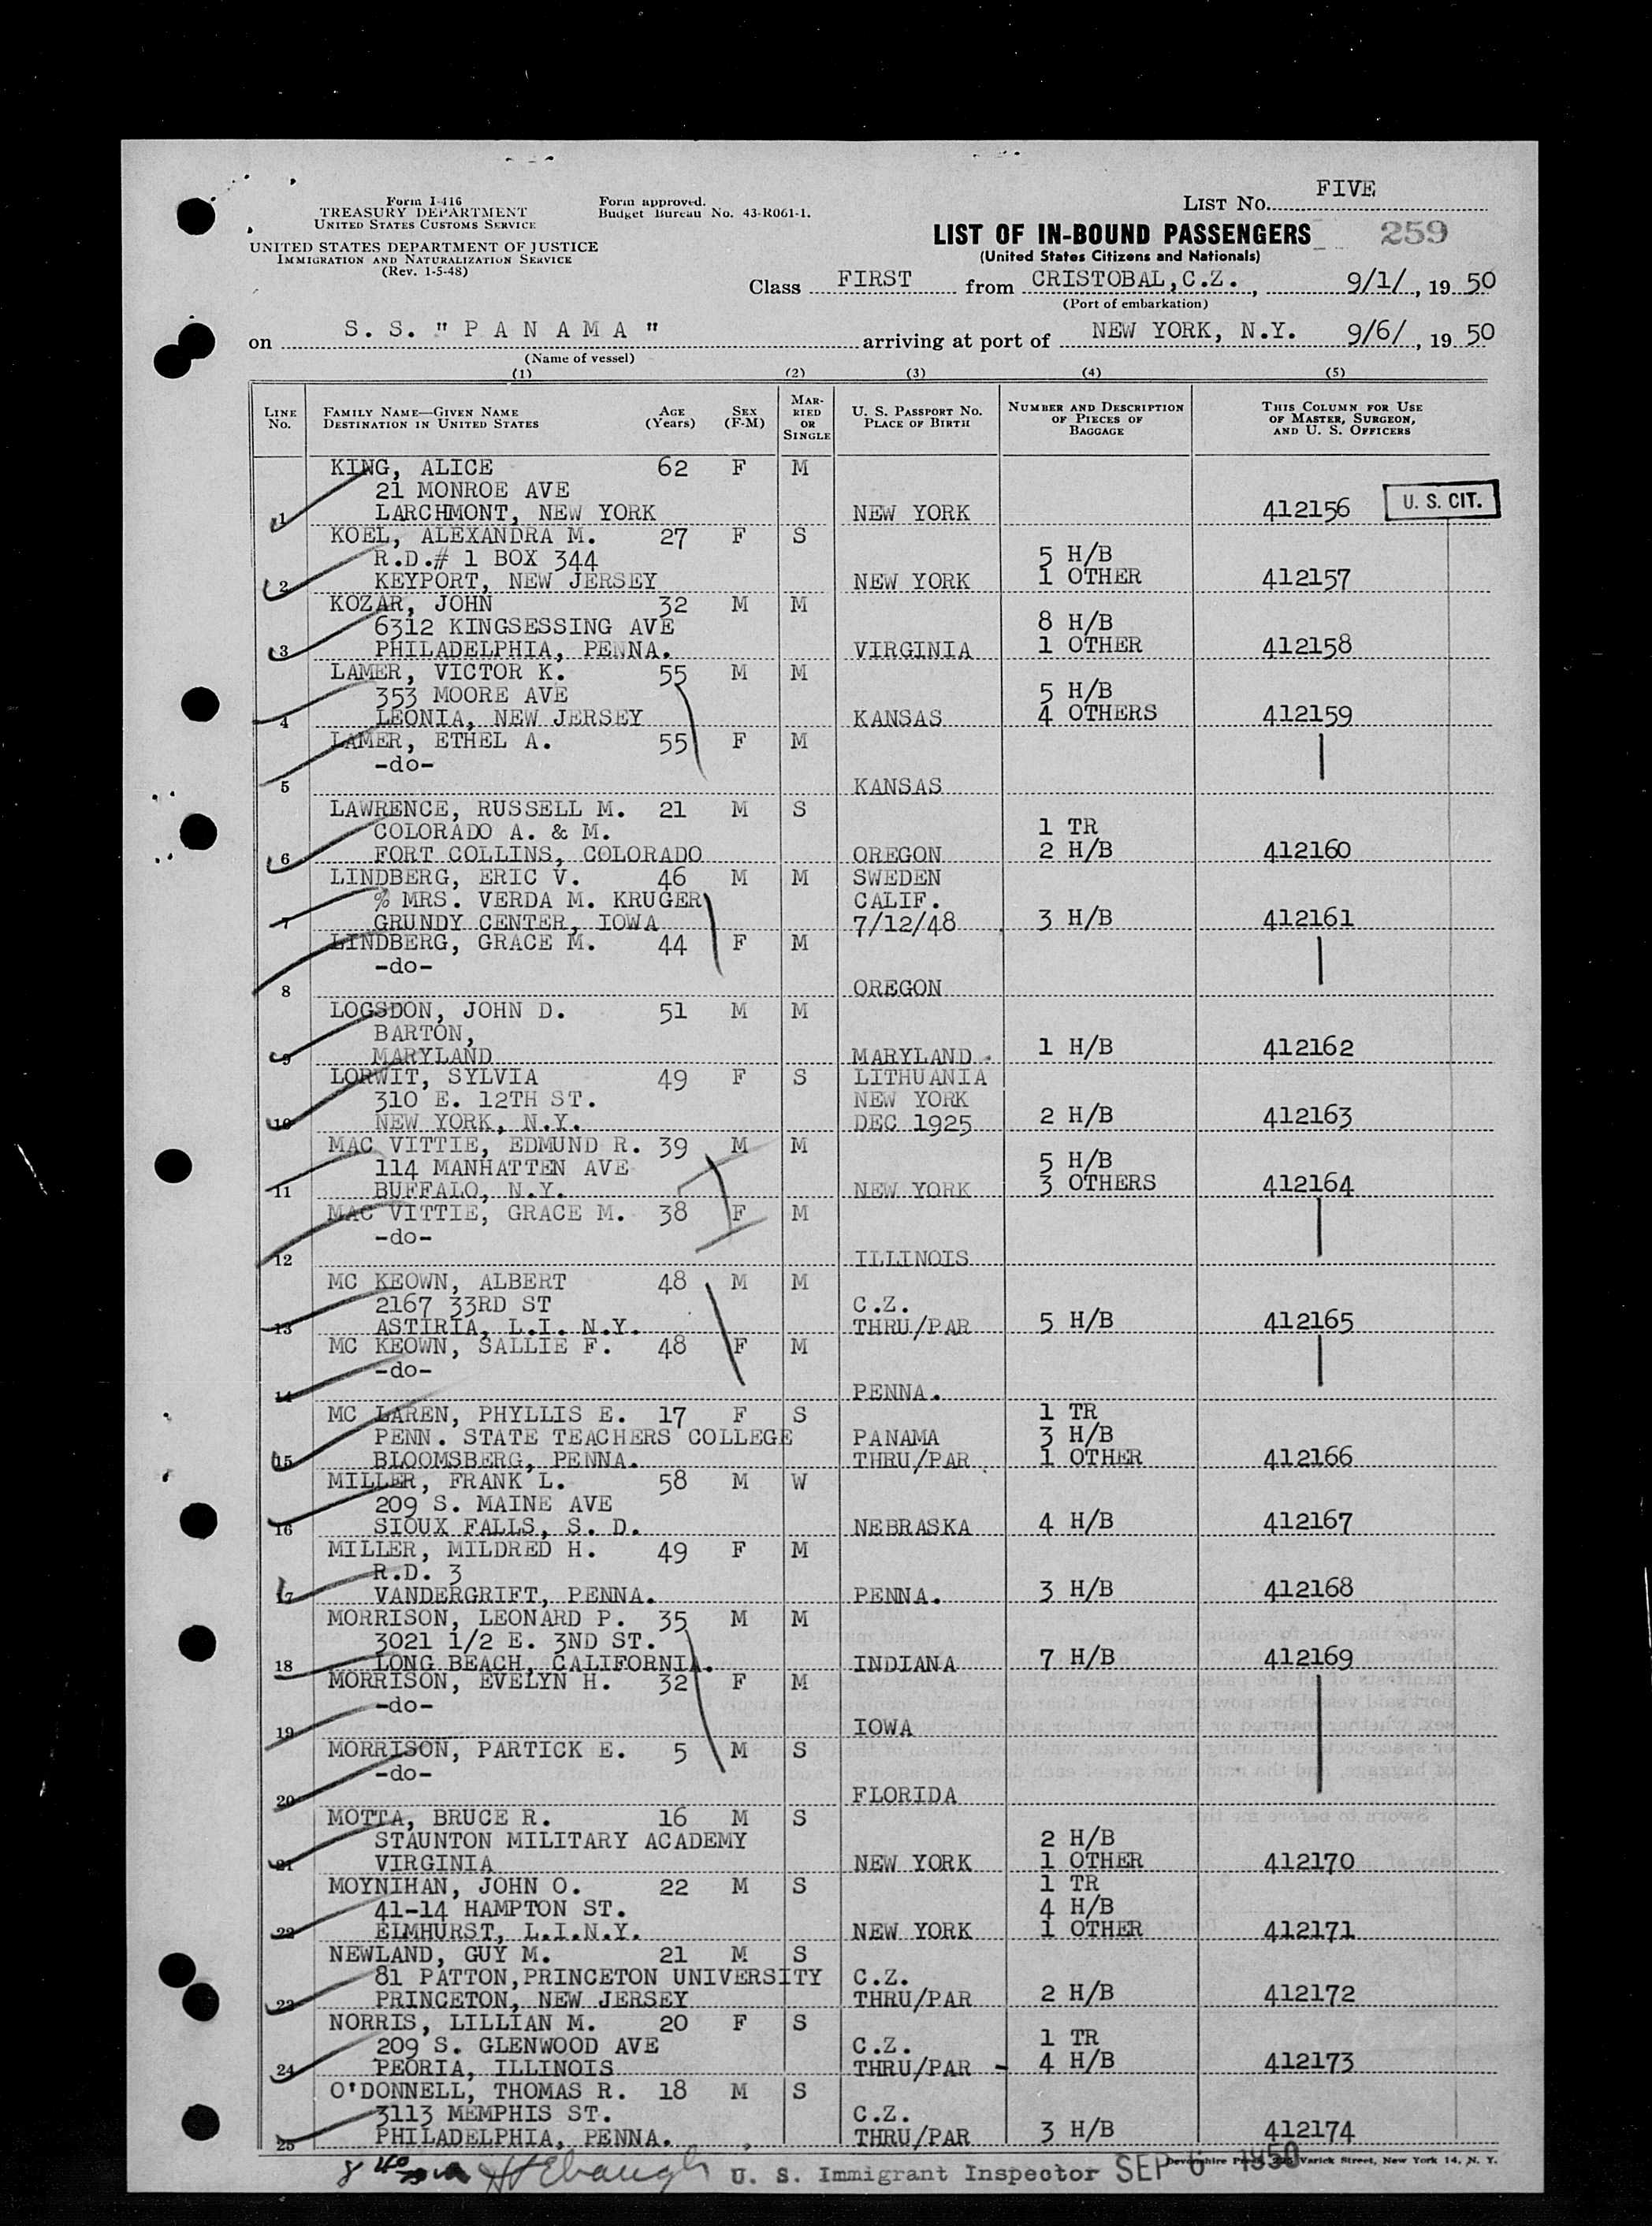 Form I-416
TREASURY DEPARTMENT
UNITED STATES CUSTOMS SERVICE
UNITED STATES DEPARTMENT OF JUSTICE
IMMIGRATION AND NATURALIZATION SERVICE
(Rev. 1-5-48)
Form approved.
Budget Bureau No. 43-R061-1.
LIST No. FIVE
LIST OF IN-BOUND PASSENGERS 259
(United States Citizens and Nationals)
Class FIRST from CRISTOBAL,C.Z., 9/1/, 19 50
(Port of embarkation)
on S. S. "P A N A M A" arriving at port of NEW YORK, N.Y. 9/6/, 19 50
(Name of vessel)
(1) (2) (3) (4) (5)
LINE No. FAMILY NAME—GIVEN NAME DESTINATION IN UNITED STATES AGE (Years) SEX (F-M) MARRIED OR SINGLE U. S. PASSPORT No. PLACE OF BIRTH NUMBER AND DESCRIPTION OF PIECES OF BAGGAGE THIS COLUMN FOR USE OF MASTER, SURGEON, AND U. S. OFFICERS
KING, ALICE 62 F M
21 MONROE AVE
1 LARCHMONT, NEW YORK NEW YORK 412156 U. S. CIT.
KOEL, ALEXANDRA M. 27 F S
R.D.# 1 BOX 344 5 H/B
2 KEYPORT, NEW JERSEY NEW YORK 1 OTHER 412157
KOZAR, JOHN 32 M M
6312 KINGSESSING AVE 8 H/B
3 PHILADELPHIA, PENNA. VIRGINIA 1 OTHER 412158
LAMER, VICTOR K. 55 M M
353 MOORE AVE 5 H/B
4 LEONIA, NEW JERSEY KANSAS 4 OTHERS 412159
LAMER, ETHEL A. 55 F M
-do-
5 KANSAS
LAWRENCE, RUSSELL M. 21 M S
COLORADO A. & M. 1 TR
6 FORT COLLINS, COLORADO OREGON 2 H/B 412160
LINDBERG, ERIC V. 46 M M SWEDEN
% MRS. VERDA M. KRUGER CALIF.
7 GRUNDY CENTER, IOWA 7/12/48 3 H/B 412161
LINDBERG, GRACE M. 44 F M
-do-
8 OREGON
LOGSDON, JOHN D. 51 M M
BARTON,
9 MARYLAND MARYLAND 1 H/B 412162
LORWIT, SYLVIA 49 F S LITHUANIA
310 E. 12TH ST. NEW YORK
10 NEW YORK, N.Y. DEC 1925 2 H/B 412163
MAC VITTIE, EDMUND R. 39 M M
114 MANHATTEN AVE 5 H/B
11 BUFFALO, N.Y. NEW YORK 3 OTHERS 412164
MAC VITTIE, GRACE M. 38 F M
-do-
12 ILLINOIS
MC KEOWN, ALBERT 48 M M
2167 33RD ST C.Z.
13 ASTIRIA, L.I. N.Y. THRU/PAR 5 H/B 412165
MC KEOWN, SALLIE F. 48 F M
-do-
14 PENNA.
MC LAREN, PHYLLIS E. 17 F S 1 TR
PENN. STATE TEACHERS COLLEGE PANAMA 3 H/B
15 BLOOMSBERG, PENNA. THRU/PAR 1 OTHER 412166
MILLER, FRANK L. 58 M W
209 S. MAINE AVE
16 SIOUX FALLS, S. D. NEBRASKA 4 H/B 412167
MILLER, MILDRED H. 49 F M
R.D. 3
17 VANDERGRIFT, PENNA. PENNA. 3 H/B 412168
MORRISON, LEONARD P. 35 M M
3021 1/2 E. 3ND ST.
18 LONG BEACH, CALIFORNIA. INDIANA 7 H/B 412169
MORRISON, EVELYN H. 32 F M
-do-
19 IOWA
MORRISON, PARTICK E. 5 M S
-do-
20 FLORIDA
MOTTA, BRUCE R. 16 M S
STAUNTON MILITARY ACADEMY 2 H/B
21 VIRGINIA NEW YORK 1 OTHER 412170
MOYNIHAN, JOHN O. 22 M S 1 TR
41-14 HAMPTON ST. 4 H/B
22 ELMHURST, L.I.N.Y. NEW YORK 1 OTHER 412171
NEWLAND, GUY M. 21 M S
81 PATTON,PRINCETON UNIVERSITY C.Z.
23 PRINCETON, NEW JERSEY THRU/PAR 2 H/B 412172
NORRIS, LILLIAN M. 20 F S 1 TR
209 S. GLENWOOD AVE C.Z.
24 PEORIA, ILLINOIS THRU/PAR - 4 H/B 412173
O'DONNELL, THOMAS R. 18 M S
3113 MEMPHIS ST. C.Z.
25 PHILADELPHIA, PENNA. THRU/PAR 3 H/B 412174
U. S. Immigrant Inspector SEP 6 1950 Varick Street, New York 14, N. Y.